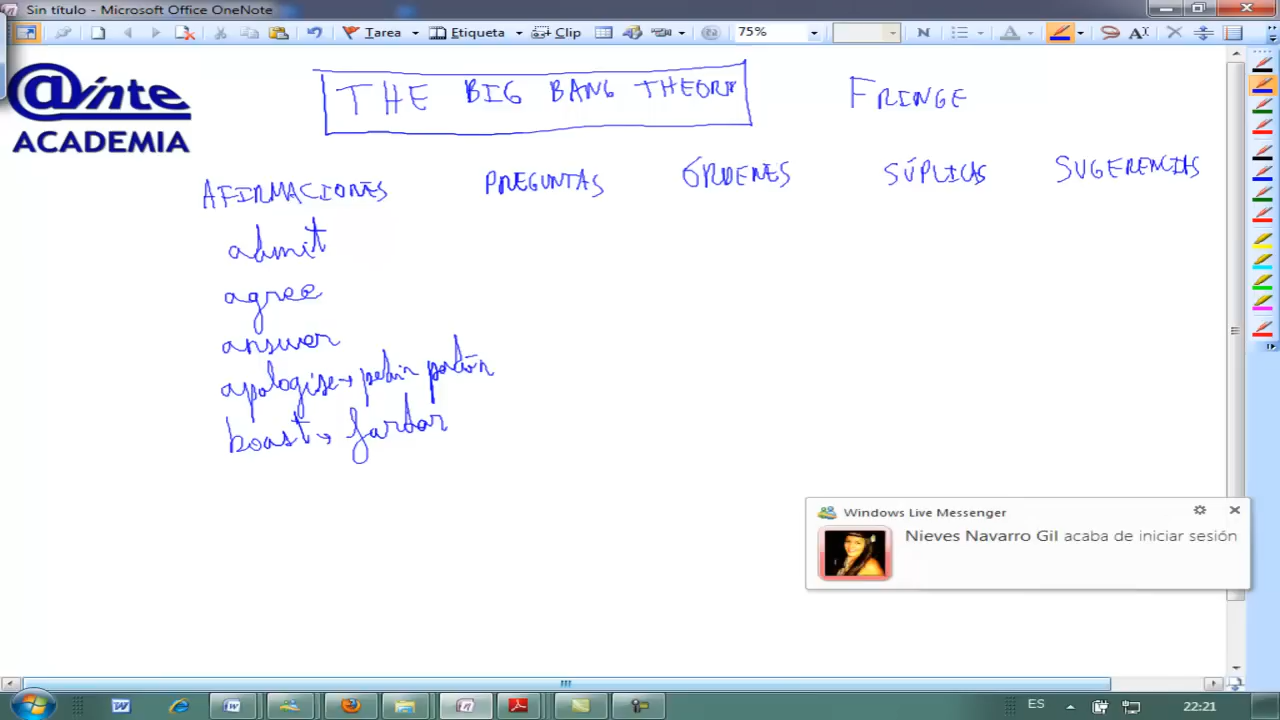 Sin título - Microsoft Office OneNote
Tarea Etiqueta Clip 75% N A
@inte
ACADEMIA
THE BIG BANG THEORY
FRINGE
AFIRMACIONES PREGUNTAS ÓRDENES SÚPLICAS SUGERENCIAS
admit
agree
answer
apologise → pedir perdón
boast → fardar
Windows Live Messenger
Nieves Navarro Gil acaba de iniciar sesión
ES 22:21